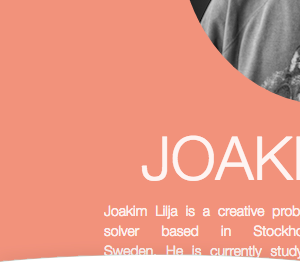 JOAKI
Joakim Lilja is a creative prob
solver based in Stockho
Sweden. He is currently study